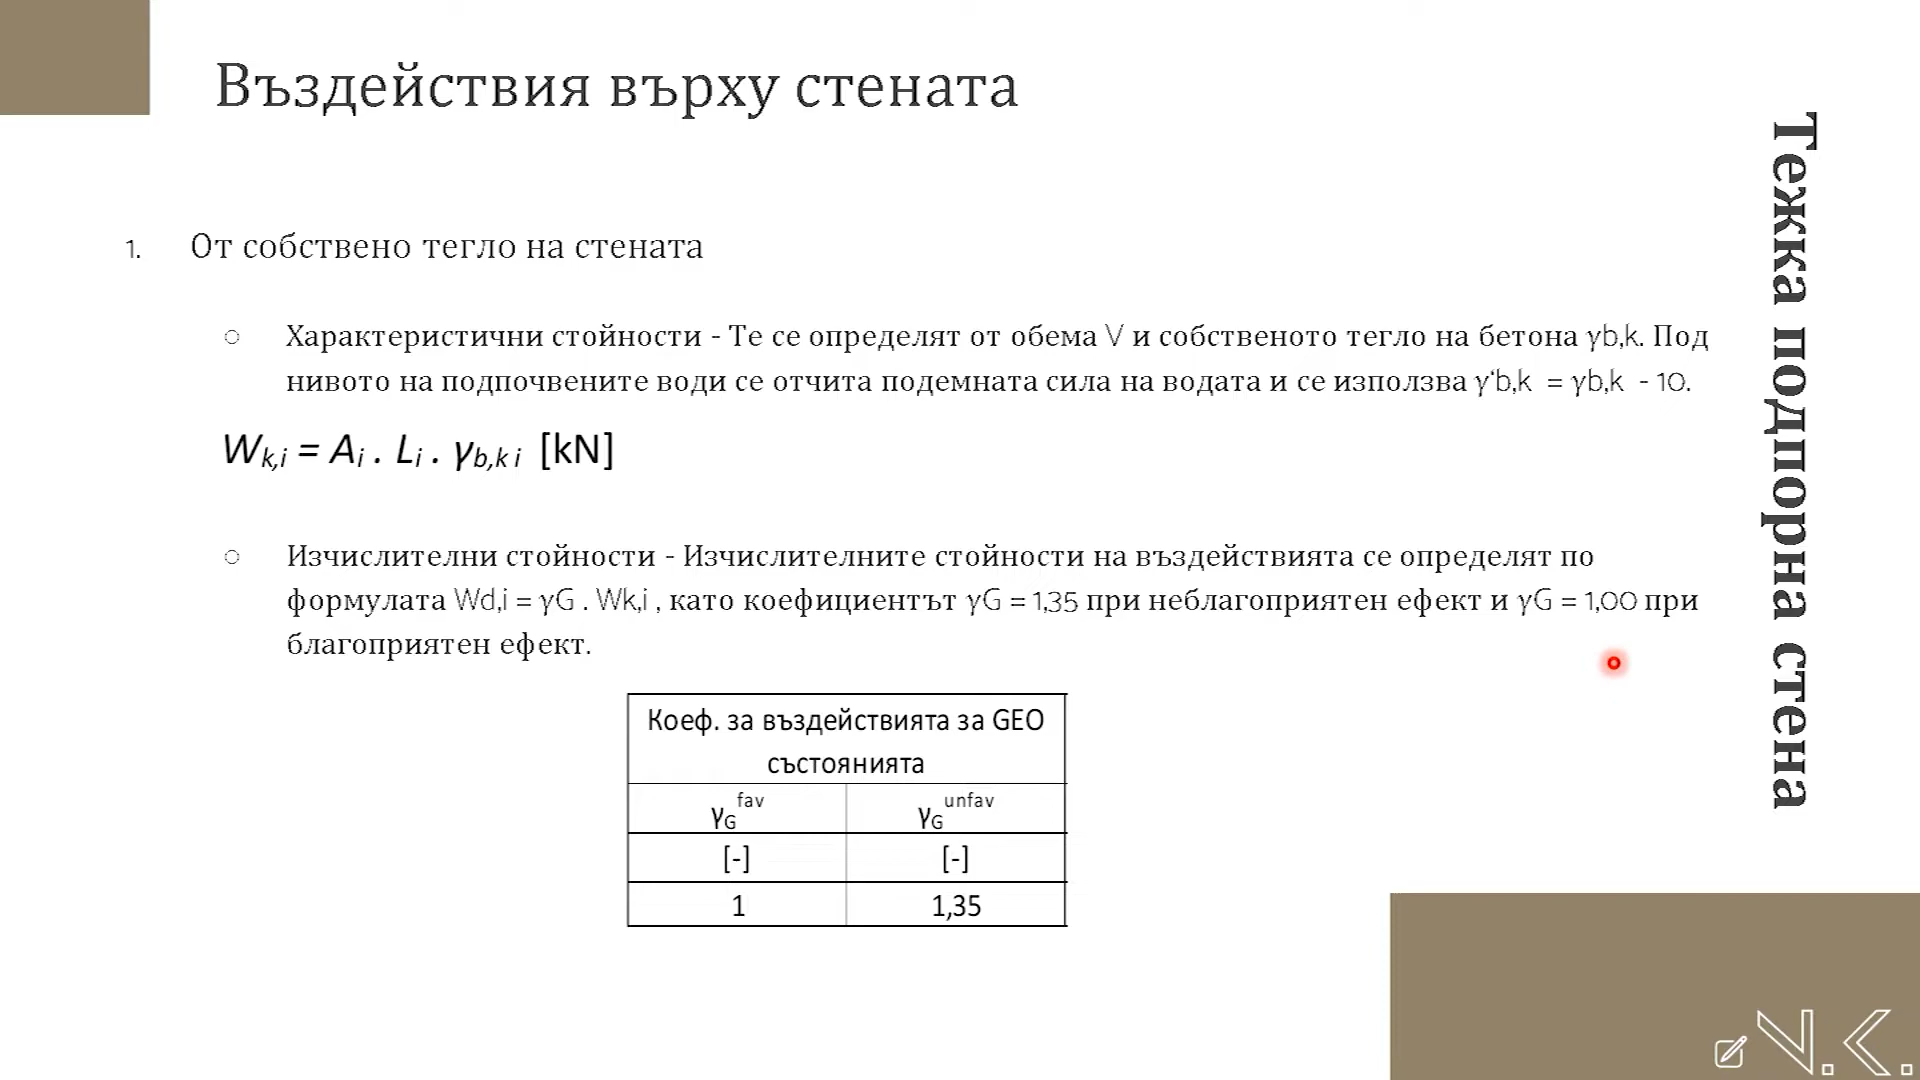 Въздействия върху стената
Тежка подпорна стена
1. От собствено тегло на стената
○ Характеристични стойности - Те се определят от обема V и собственото тегло на бетона γb,k. Под
нивото на подпочвените води се отчита подемната сила на водата и се използва γ‘b,k = γb,k - 10.
Wk,i = Ai . Li . γb,k i [kN]
○ Изчислителни стойности - Изчислителните стойности на въздействията се определят по
формулата Wd,i = γG . Wk,i , като коефициентът γG = 1,35 при неблагоприятен ефект и γG = 1,00 при
благоприятен ефект.
Коеф. за въздействията за GEO
състоянията
γG fav γG unfav
[-] [-]
1 1,35
V.K.